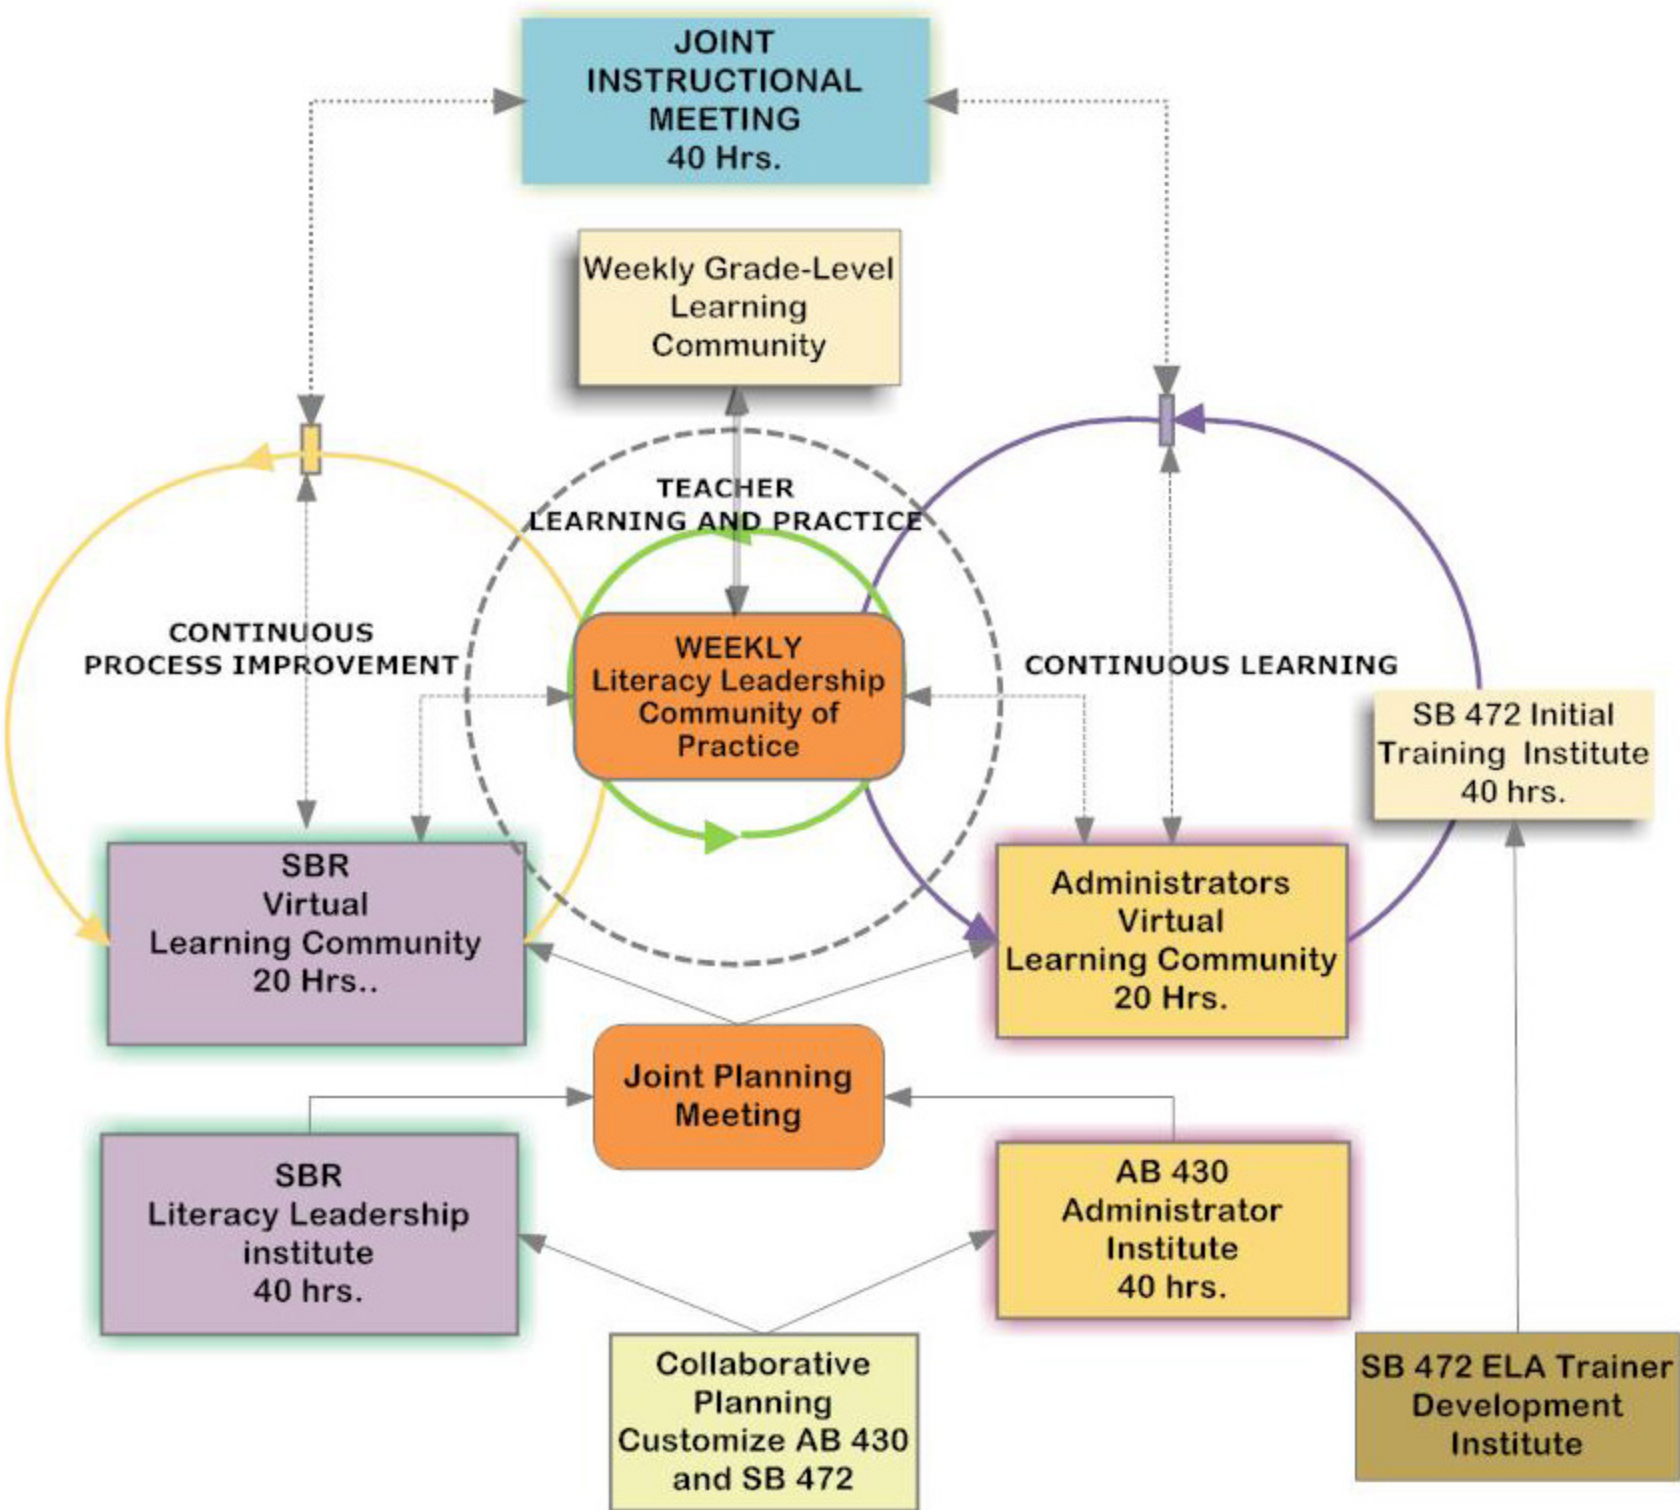 JOINT
INSTRUCTIONAL
MEETING
40 Hrs.
Weekly Grade-Level
Learning
Community
TEACHER
LEARNING AND PRACTICE
CONTINUOUS
PROCESS IMPROVEMENT
WEEKLY
Literacy Leadership
Community of
Practice
CONTINUOUS LEARNING
SB 472 Initial
Training Institute
40 hrs.
SBR
Virtual
Learning Community
20 Hrs..
Administrators
Virtual
Learning Community
20 Hrs.
Joint Planning
Meeting
SBR
Literacy Leadership
institute
40 hrs.
AB 430
Administrator
Institute
40 hrs.
Collaborative
Planning
Customize AB 430
and SB 472
SB 472 ELA Trainer
Development
Institute